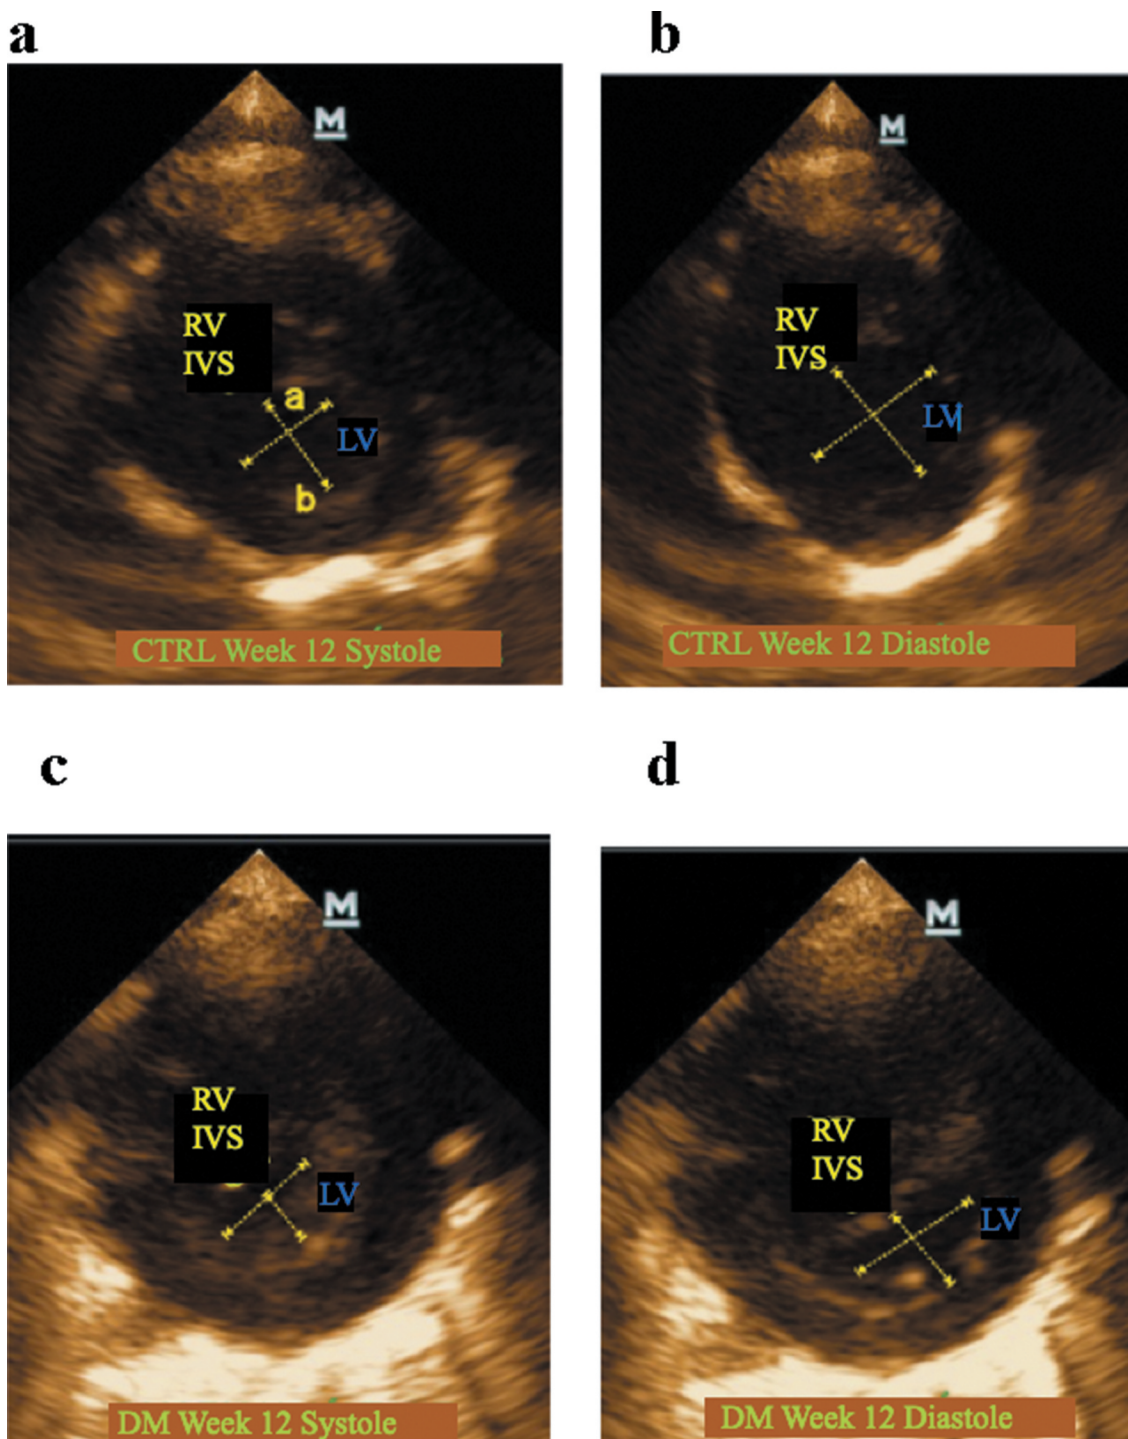 a
M
RV
IVS
a
LV
b
CTRL Week 12 Systole
b
M
RV
IVS
LV
CTRL Week 12 Diastole
c
M
RV
IVS
LV
DM Week 12 Systole
d
M
RV
IVS
LV
DM Week 12 Diastole